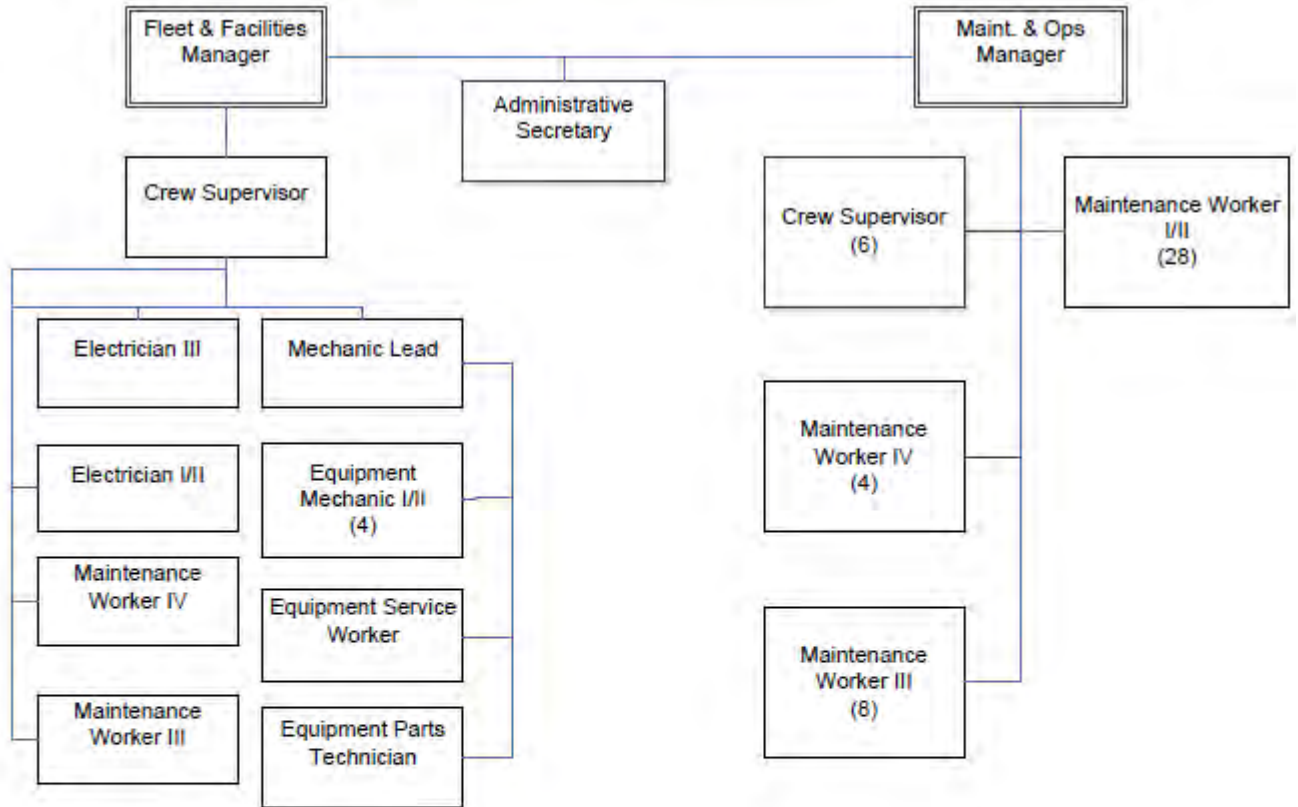 Fleet & Facilities
Manager
Maint. & Ops
Manager
Administrative
Secretary
Crew Supervisor
Crew Supervisor
(6)
Maintenance Worker
I/II
(28)
Electrician III
Mechanic Lead
Electrician I/II
Equipment
Mechanic I/II
(4)
Maintenance
Worker IV
(4)
Maintenance
Worker IV
Equipment Service
Worker
Maintenance
Worker III
(8)
Maintenance
Worker III
Equipment Parts
Technician